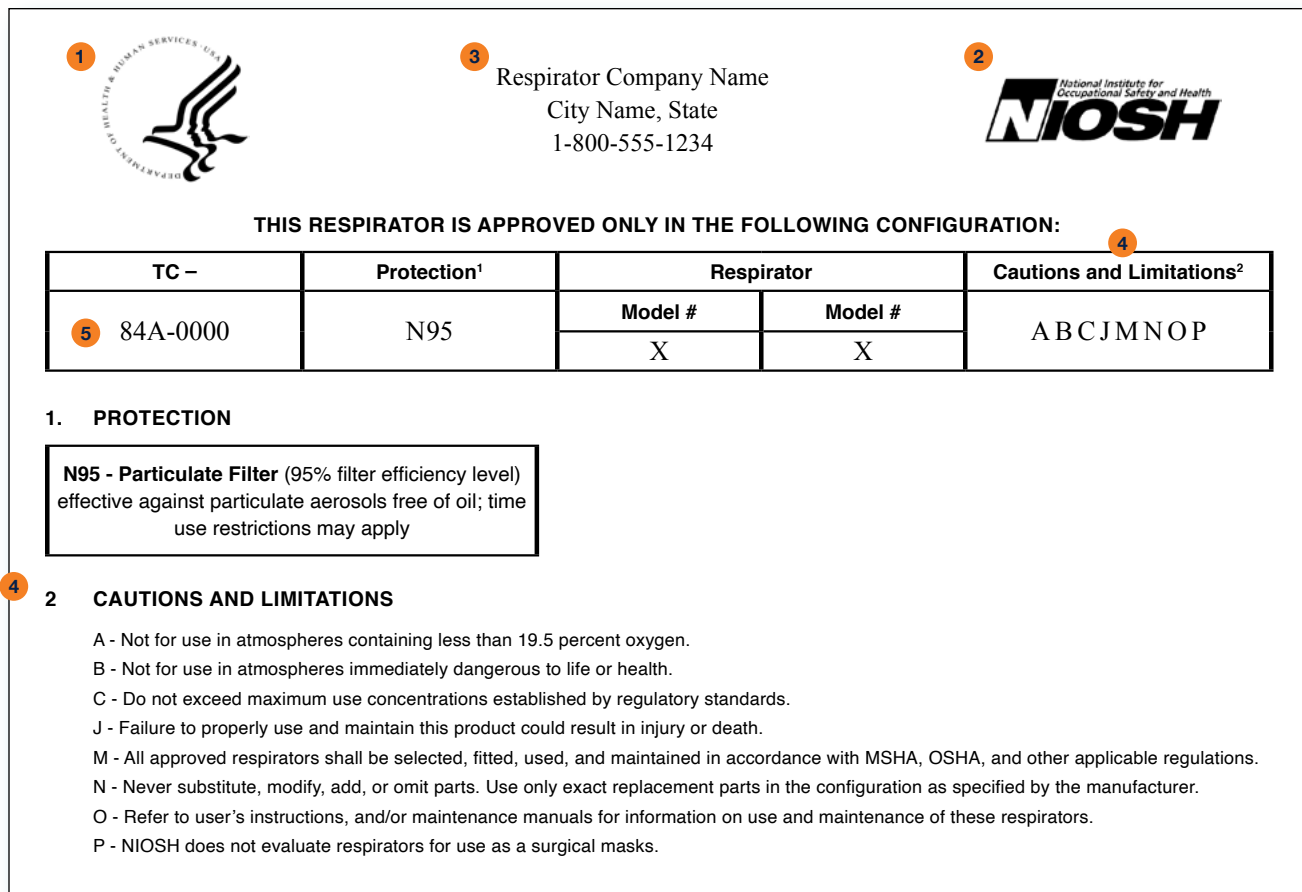 1
DEPARTMENT OF HEALTH & HUMAN SERVICES · USA
3
Respirator Company Name
City Name, State
1-800-555-1234
2
National Institute for
Occupational Safety and Health
NIOSH
THIS RESPIRATOR IS APPROVED ONLY IN THE FOLLOWING CONFIGURATION:
4
TC –
Protection¹
Respirator
Cautions and Limitations²
5
84A-0000
N95
Model #
Model #
X
X
A B C J M N O P
1. PROTECTION
N95 - Particulate Filter (95% filter efficiency level)
effective against particulate aerosols free of oil; time
use restrictions may apply
4
2 CAUTIONS AND LIMITATIONS
A - Not for use in atmospheres containing less than 19.5 percent oxygen.
B - Not for use in atmospheres immediately dangerous to life or health.
C - Do not exceed maximum use concentrations established by regulatory standards.
J - Failure to properly use and maintain this product could result in injury or death.
M - All approved respirators shall be selected, fitted, used, and maintained in accordance with MSHA, OSHA, and other applicable regulations.
N - Never substitute, modify, add, or omit parts. Use only exact replacement parts in the configuration as specified by the manufacturer.
O - Refer to user’s instructions, and/or maintenance manuals for information on use and maintenance of these respirators.
P - NIOSH does not evaluate respirators for use as a surgical masks.